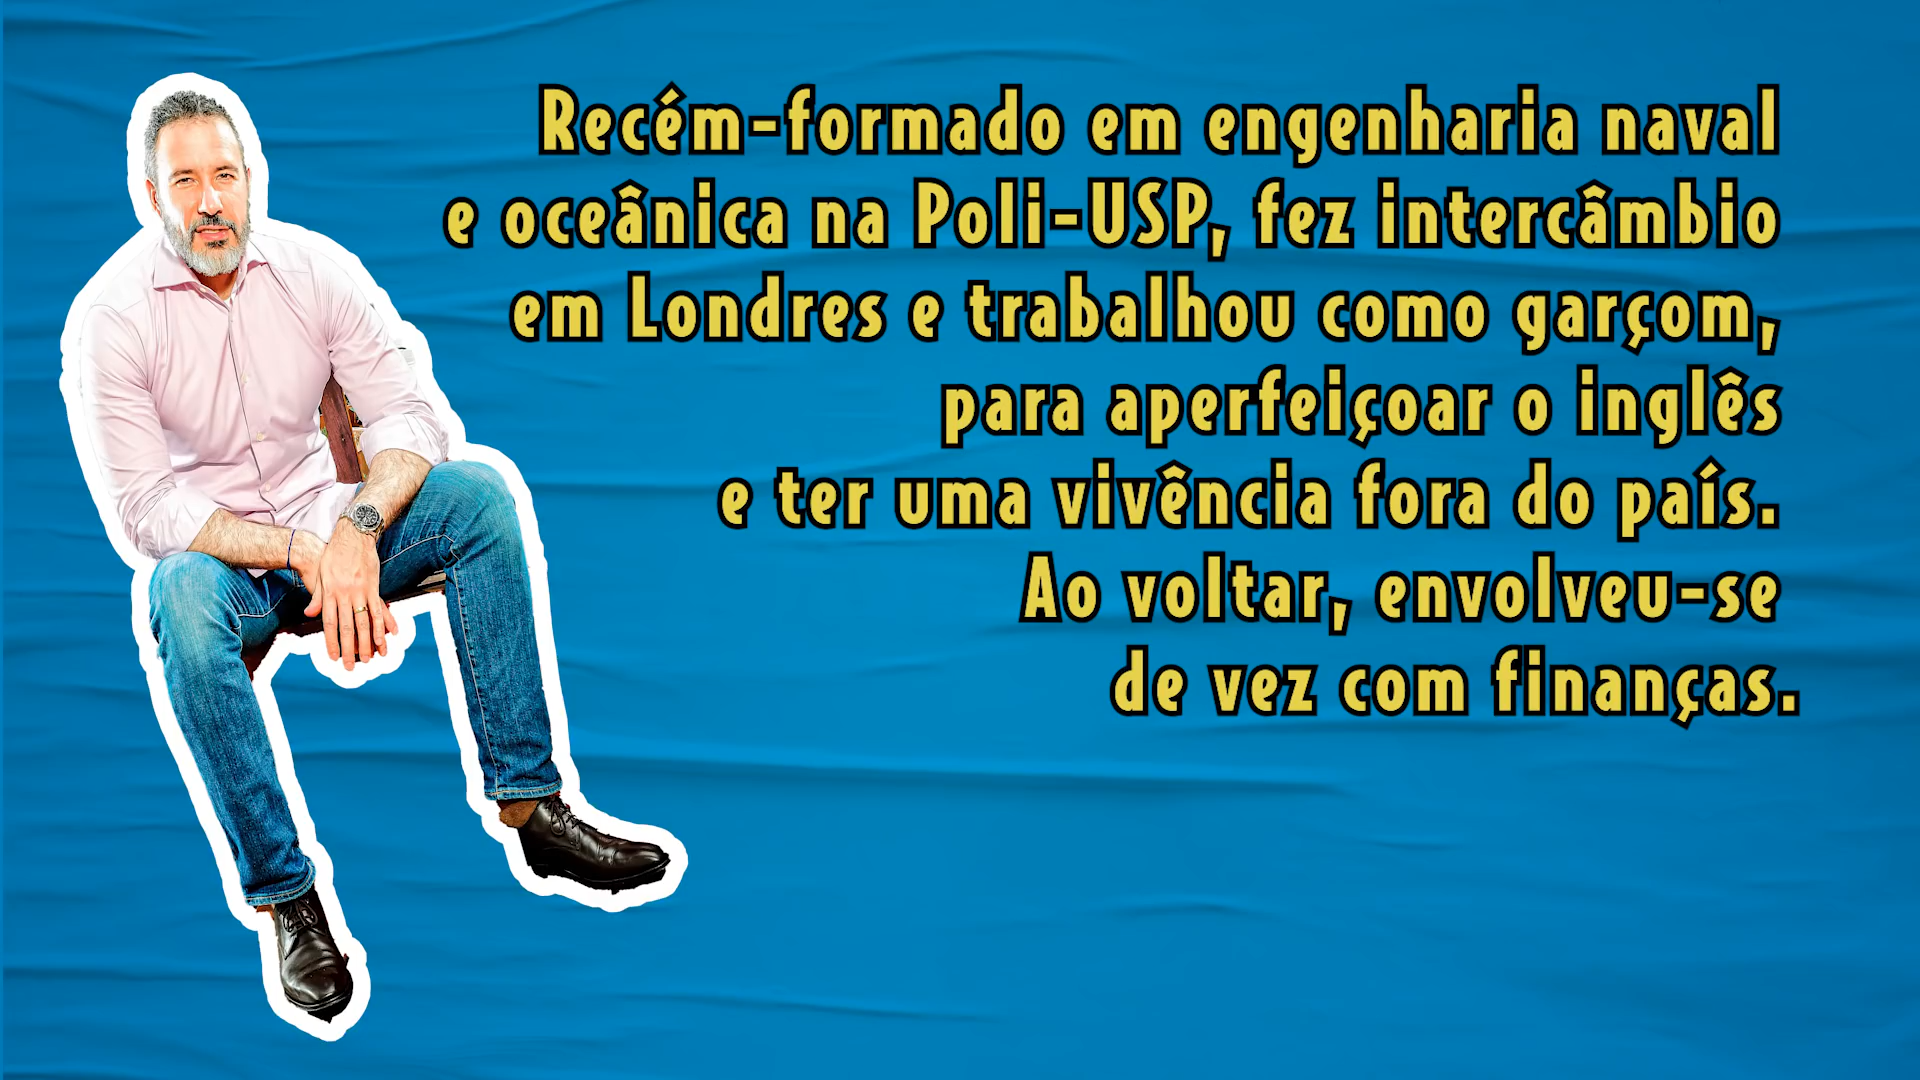 Recém-formado em engenharia naval
e oceânica na Poli-USP, fez intercâmbio
em Londres e trabalhou como garçom,
para aperfeiçoar o inglês
e ter uma vivência fora do país.
Ao voltar, envolveu-se
de vez com finanças.